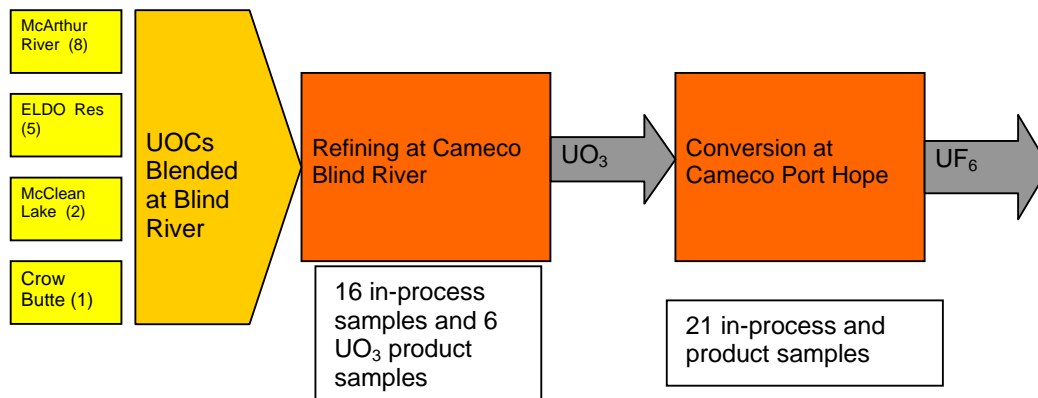 McArthur
River (8)
ELDO Res
(5)
McClean
Lake (2)
Crow
Butte (1)
UOCs
Blended
at Blind
River
Refining at Cameco
Blind River
UO₃
Conversion at
Cameco Port Hope
UF₆
16 in-process
samples and 6
UO₃ product
samples
21 in-process and
product samples